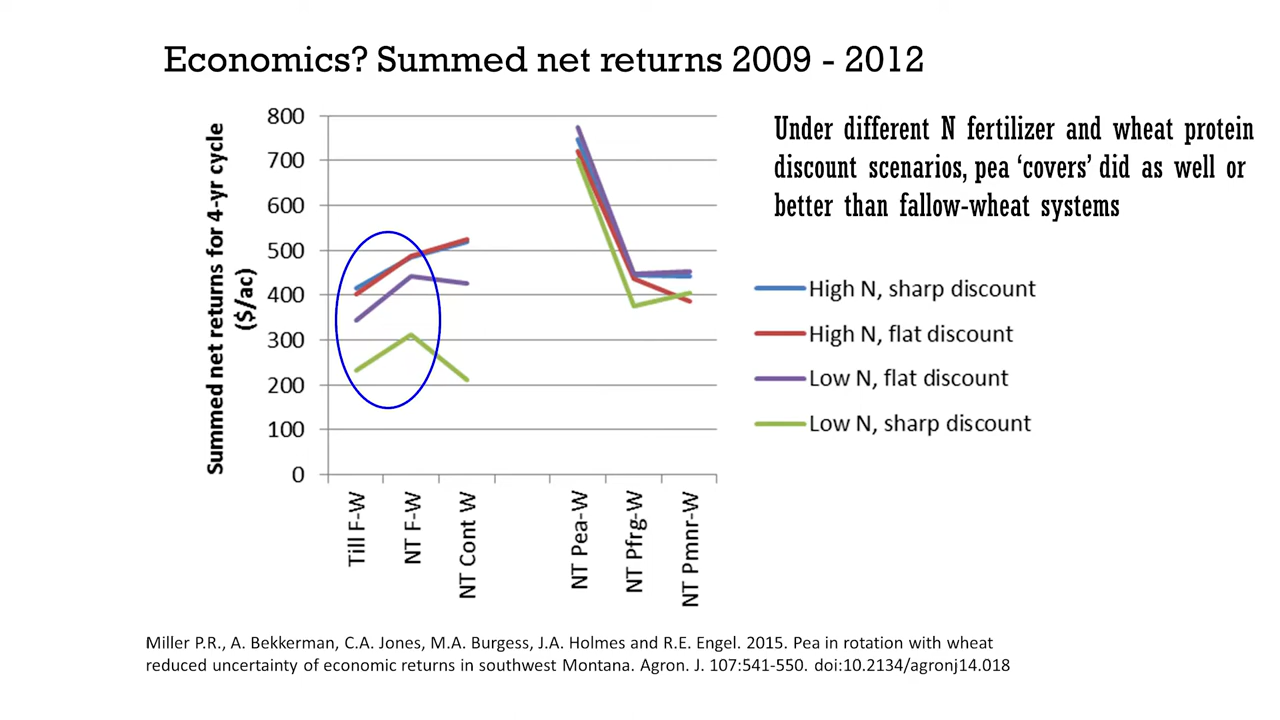 Economics? Summed net returns 2009 - 2012
Under different N fertilizer and wheat protein
discount scenarios, pea ‘covers’ did as well or
better than fallow-wheat systems
Summed net returns for 4-yr cycle
($/ac)
800
700
600
500
400
300
200
100
0
Till F-W
NT F-W
NT Cont W
NT Pea-W
NT Pfrg-W
NT Pmnr-W
High N, sharp discount
High N, flat discount
Low N, flat discount
Low N, sharp discount
Miller P.R., A. Bekkerman, C.A. Jones, M.A. Burgess, J.A. Holmes and R.E. Engel. 2015. Pea in rotation with wheat
reduced uncertainty of economic returns in southwest Montana. Agron. J. 107:541-550. doi:10.2134/agronj14.018